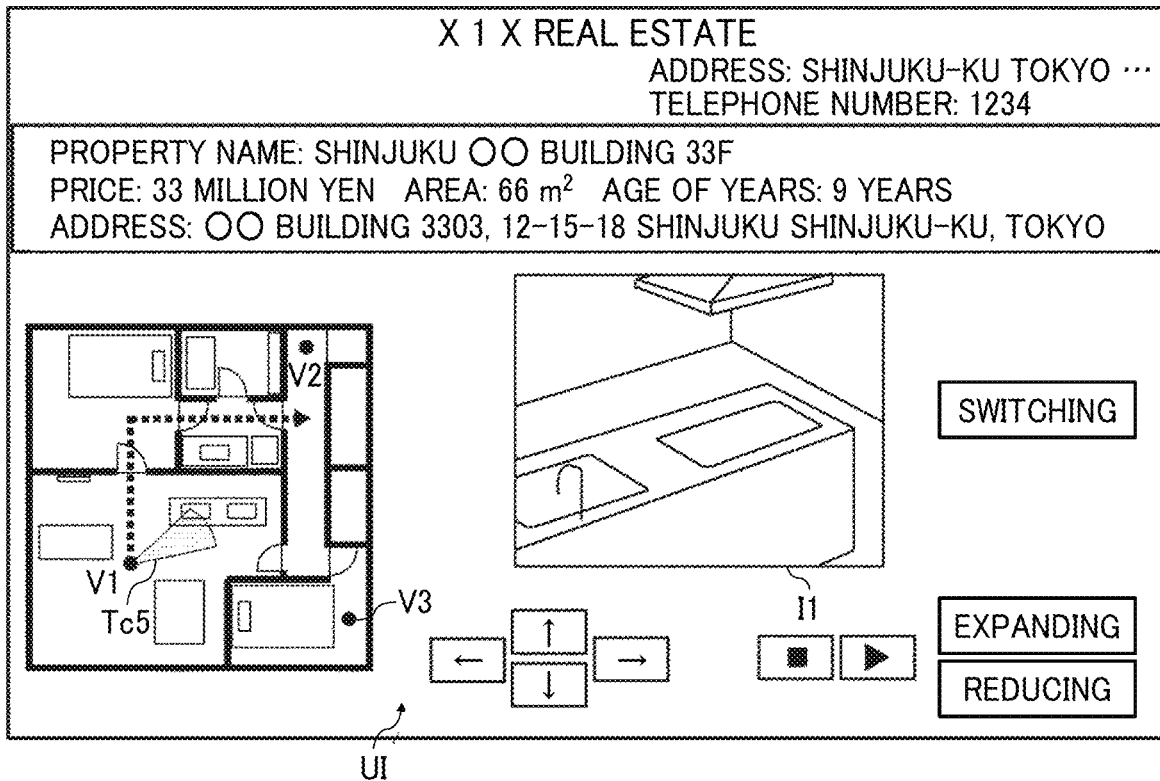 X 1 X REAL ESTATE
ADDRESS: SHINJUKU-KU TOKYO ···
TELEPHONE NUMBER: 1234
PROPERTY NAME: SHINJUKU ○○ BUILDING 33F
PRICE: 33 MILLION YEN AREA: 66 m² AGE OF YEARS: 9 YEARS
ADDRESS: ○○ BUILDING 3303, 12-15-18 SHINJUKU SHINJUKU-KU, TOKYO
V2
SWITCHING
V1
Tc5
V3
I1
↑
← →
↓
■ ▶
EXPANDING
REDUCING
UI